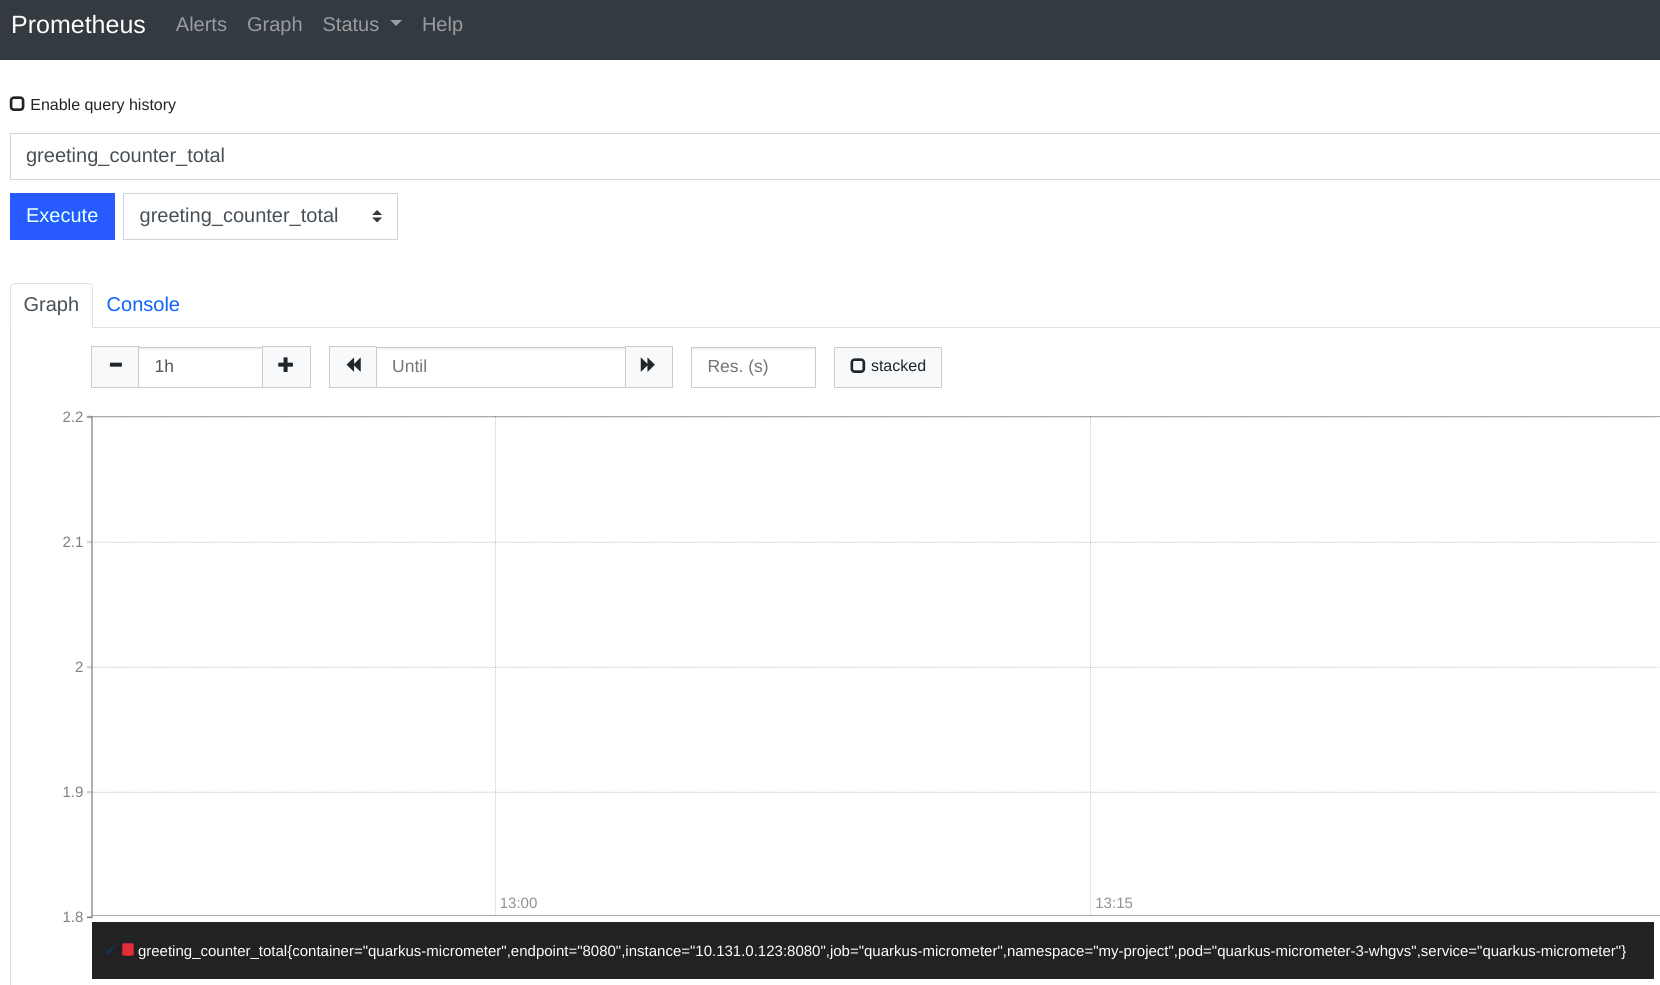 Prometheus Alerts Graph Status Help
Enable query history
greeting_counter_total
Execute greeting_counter_total
Graph Console
1h Until Res. (s) stacked
2.2
2.1
2
1.9
13:00 13:15
1.8
greeting_counter_total{container="quarkus-micrometer",endpoint="8080",instance="10.131.0.123:8080",job="quarkus-micrometer",namespace="my-project",pod="quarkus-micrometer-3-whgvs",service="quarkus-micrometer"}